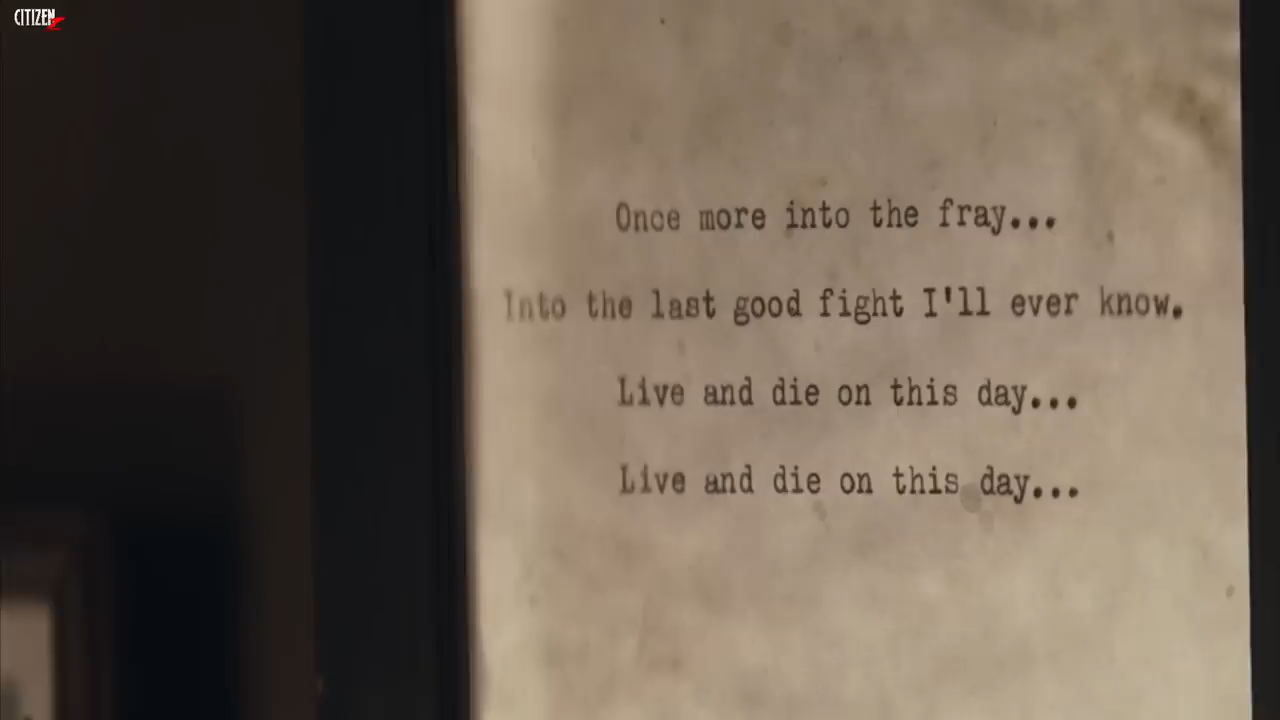 CITIZEN Z
Once more into the fray...
Into the last good fight I'll ever know.
Live and die on this day...
Live and die on this day...